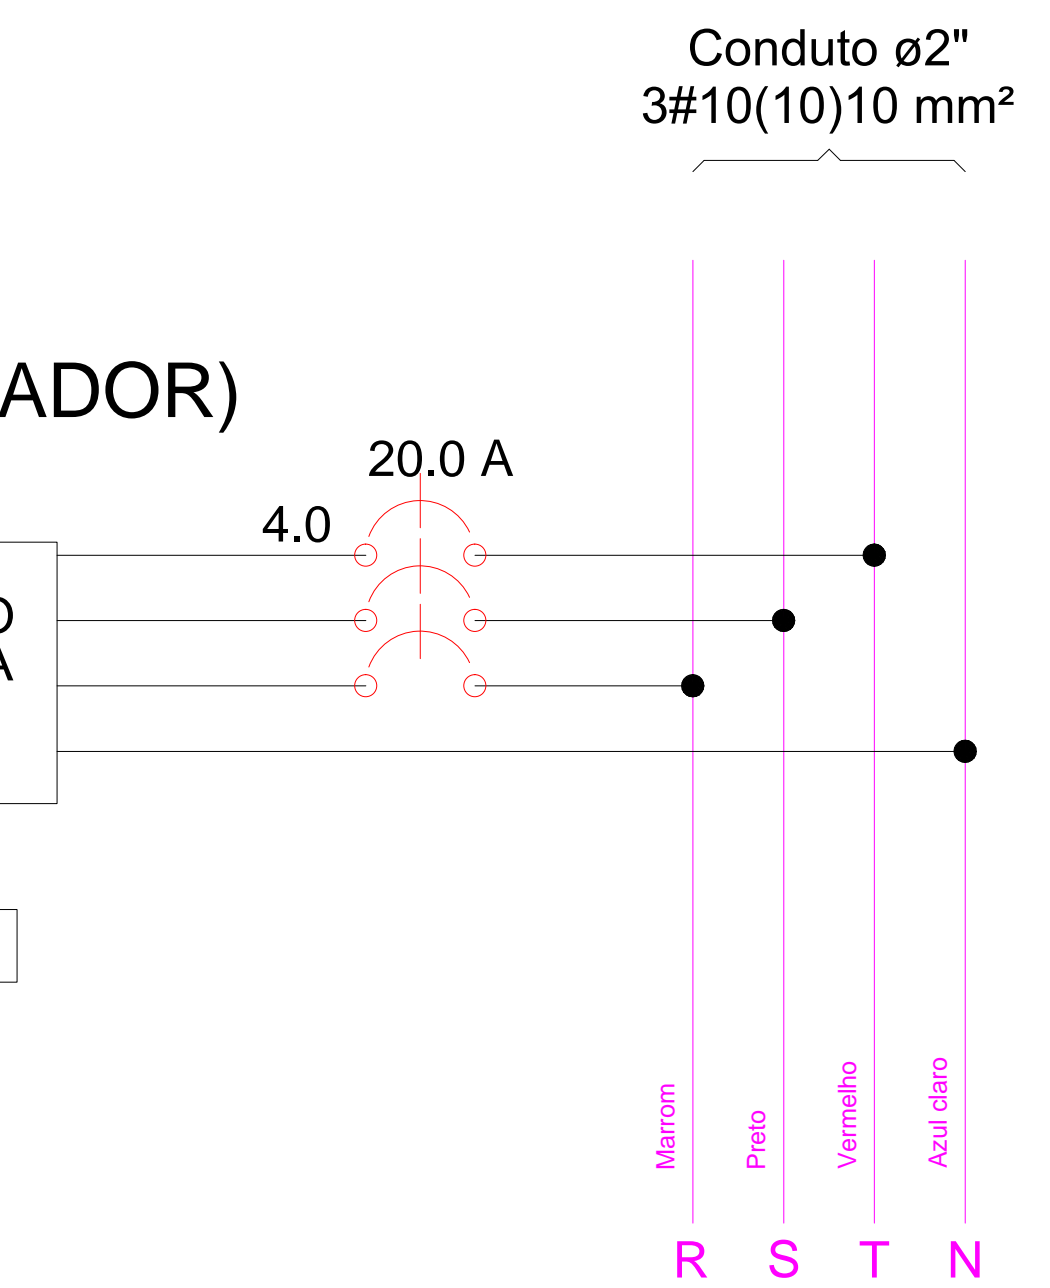 Conduto ø2"
3#10(10)10 mm²
ADOR)
20.0 A
4.0
O
A
Marrom
Preto
Vermelho
Azul claro
R S T N